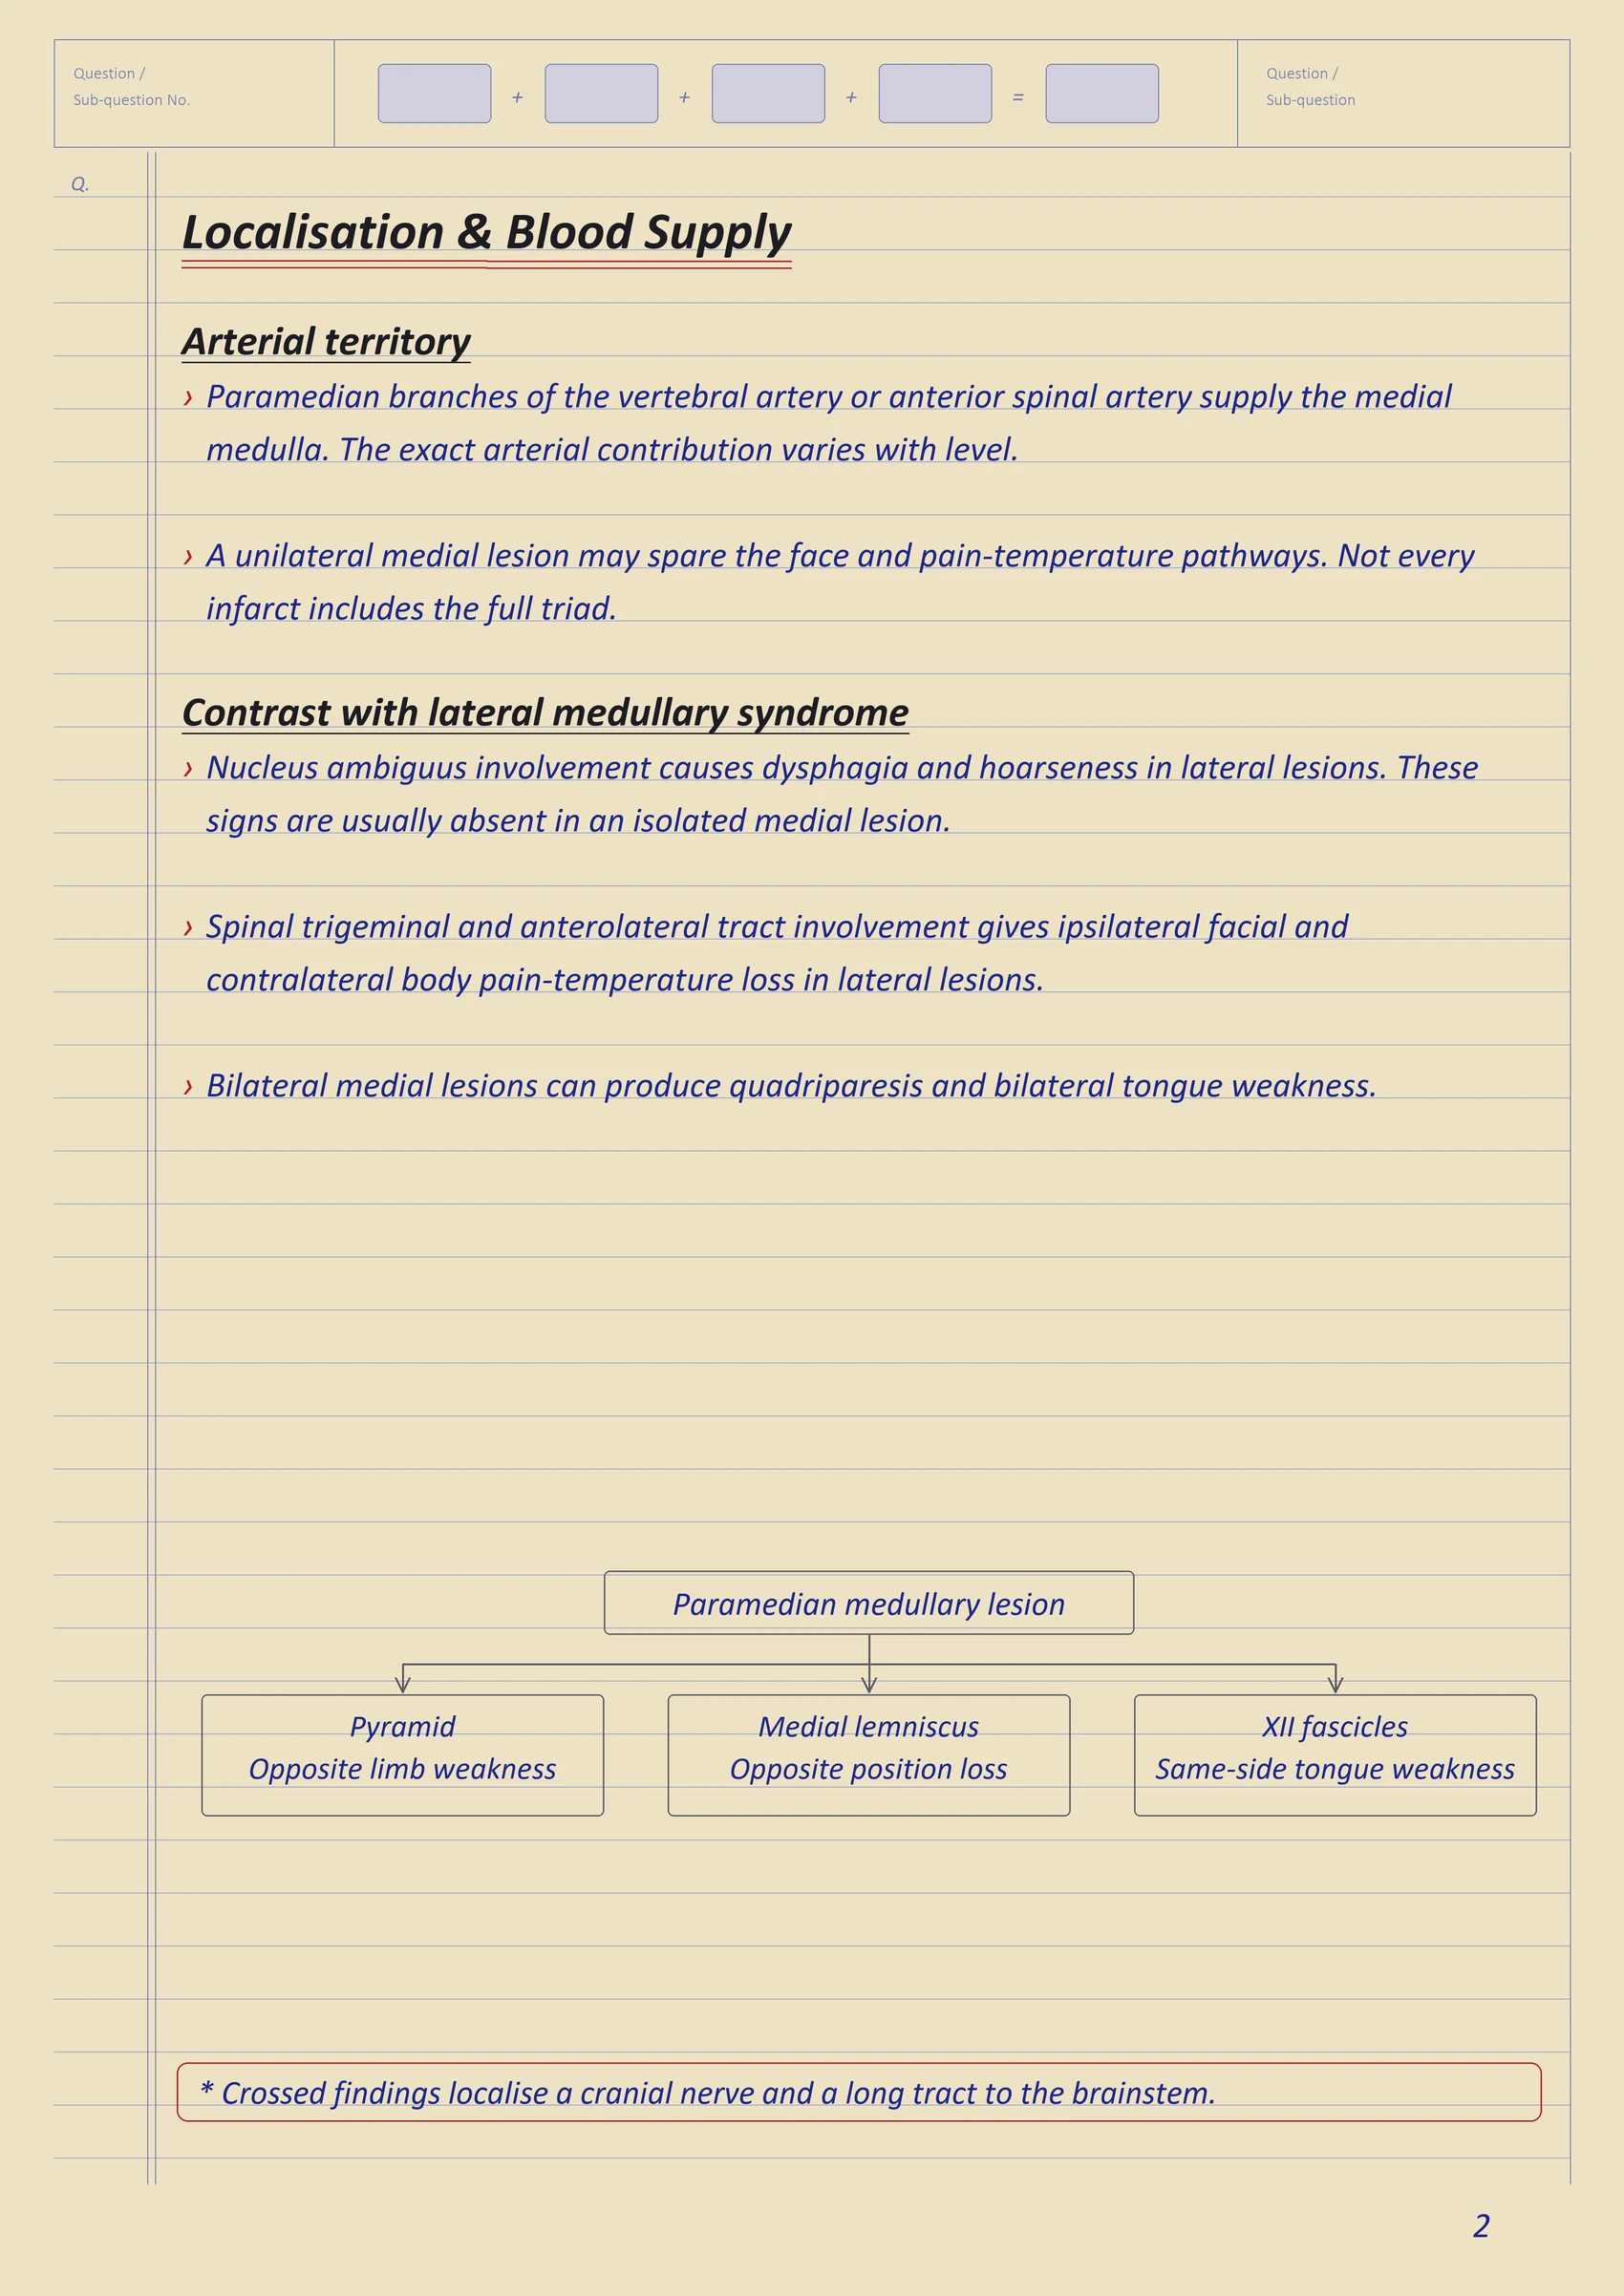 Question /
Sub-question No.
+ + + =
Question /
Sub-question
Q.
Localisation & Blood Supply
Arterial territory
› Paramedian branches of the vertebral artery or anterior spinal artery supply the medial
medulla. The exact arterial contribution varies with level.
› A unilateral medial lesion may spare the face and pain-temperature pathways. Not every
infarct includes the full triad.
Contrast with lateral medullary syndrome
› Nucleus ambiguus involvement causes dysphagia and hoarseness in lateral lesions. These
signs are usually absent in an isolated medial lesion.
› Spinal trigeminal and anterolateral tract involvement gives ipsilateral facial and
contralateral body pain-temperature loss in lateral lesions.
› Bilateral medial lesions can produce quadriparesis and bilateral tongue weakness.
Paramedian medullary lesion
Pyramid
Opposite limb weakness
Medial lemniscus
Opposite position loss
XII fascicles
Same-side tongue weakness
* Crossed findings localise a cranial nerve and a long tract to the brainstem.
2